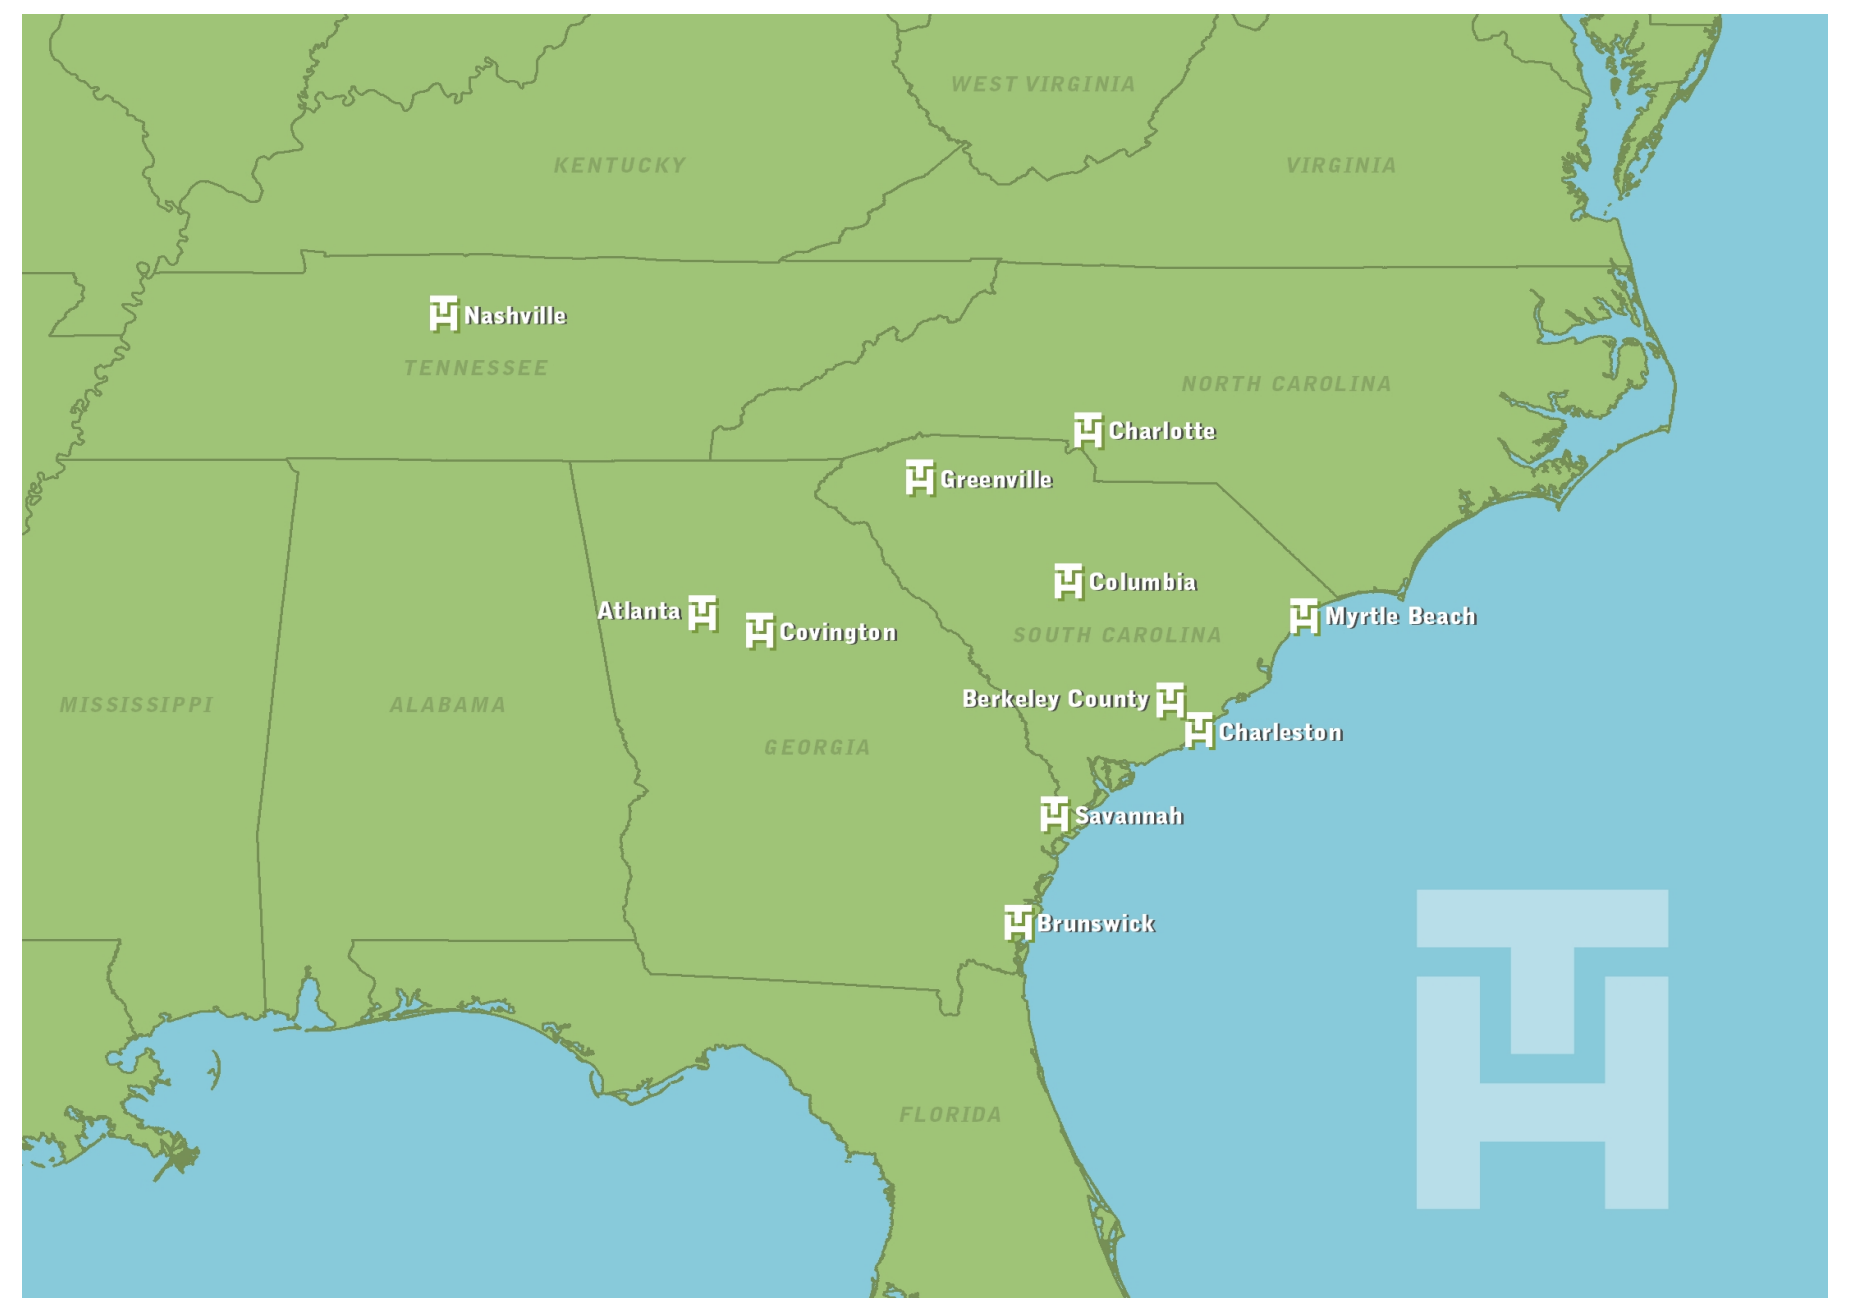 WEST VIRGINIA
KENTUCKY
VIRGINIA
Nashville
TENNESSEE
NORTH CAROLINA
Charlotte
Greenville
Columbia
Atlanta
Covington
Myrtle Beach
SOUTH CAROLINA
Berkeley County
MISSISSIPPI
ALABAMA
Charleston
GEORGIA
Savannah
Brunswick
TH
FLORIDA